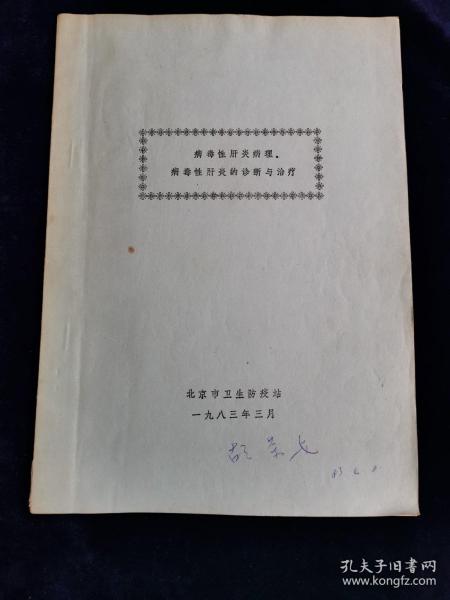 病毒性肝炎病理.
病毒性肝炎的诊断与治疗
北京市卫生防疫站
一九八三年三月
孔夫子旧书网
www.kongfz.com